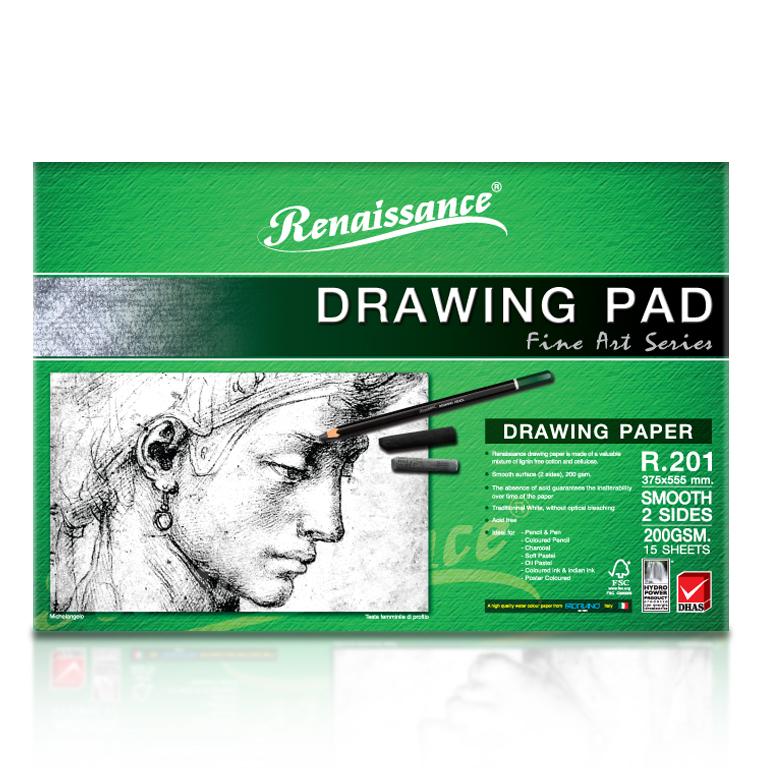 Renaissance®
DRAWING PAD
Fine Art Series
DRAWING PAPER
• Renaissance drawing paper is made of a valuable
mixture of lignin free cotton and cellulose.
• Smooth surface (2 sides), 200 gsm.
• The absence of acid guarantees the inalterability
over time of the paper
• Traditional White, without optical bleaching
• Acid free
• Ideal for - Pencil & Pen
- Coloured Pencil
- Charcoal
- Soft Pastel
- Oil Pastel
- Coloured ink & Indian ink
- Poster Coloured
R.201
375x555 mm.
SMOOTH
2 SIDES
200GSM.
15 SHEETS
FSC
HYDRO
POWER
PRODUCT
DHAS
A high quality water colour paper from FABRIANO Italy
Michelangelo
Teste femminile di profilo